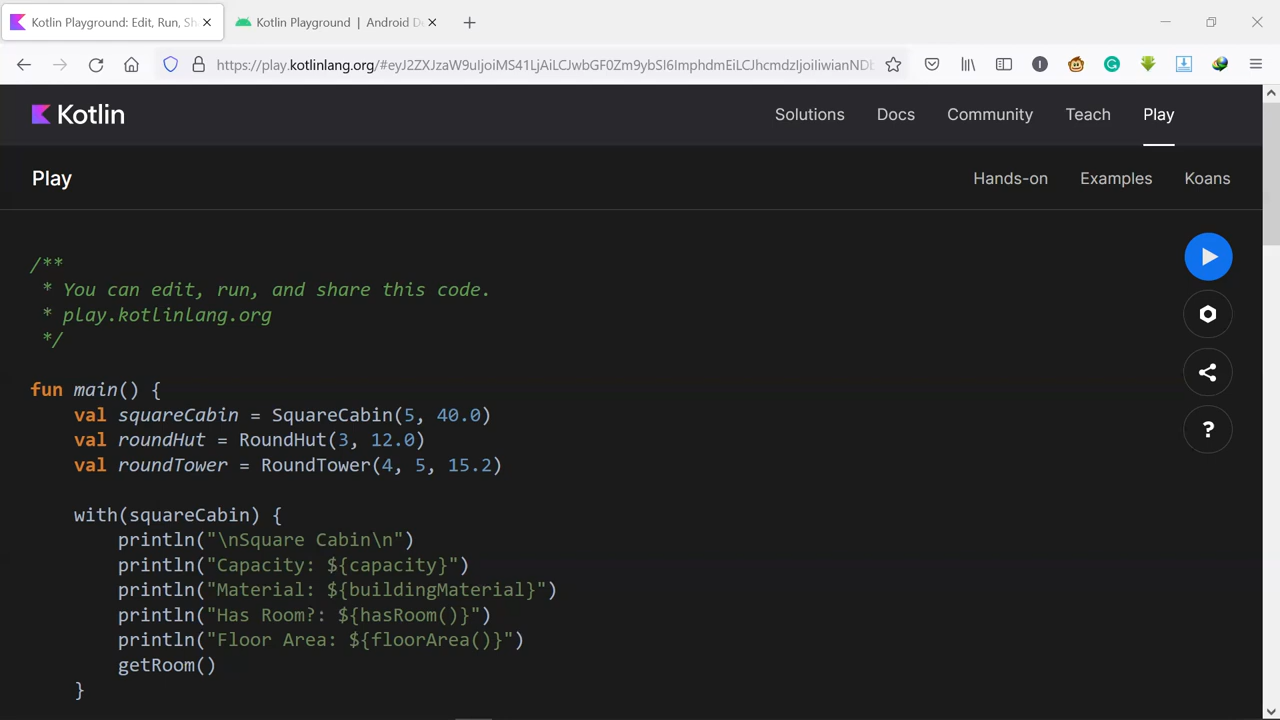 Kotlin Playground: Edit, Run, Sh
Kotlin Playground | Android De
https://play.kotlinlang.org/#eyJ2ZXJzaW9uIjoiMS41LjAiLCJwbGF0Zm9ybSI6ImphdmEiLCJhcmdzIjoiIiwianNDb
Kotlin
Solutions Docs Community Teach Play
Play
Hands-on Examples Koans
/**
 * You can edit, run, and share this code.
 * play.kotlinlang.org
 */
fun main() {
    val squareCabin = SquareCabin(5, 40.0)
    val roundHut = RoundHut(3, 12.0)
    val roundTower = RoundTower(4, 5, 15.2)
    with(squareCabin) {
        println("\nSquare Cabin\n")
        println("Capacity: ${capacity}")
        println("Material: ${buildingMaterial}")
        println("Has Room?: ${hasRoom()}")
        println("Floor Area: ${floorArea()}")
        getRoom()
    }
?